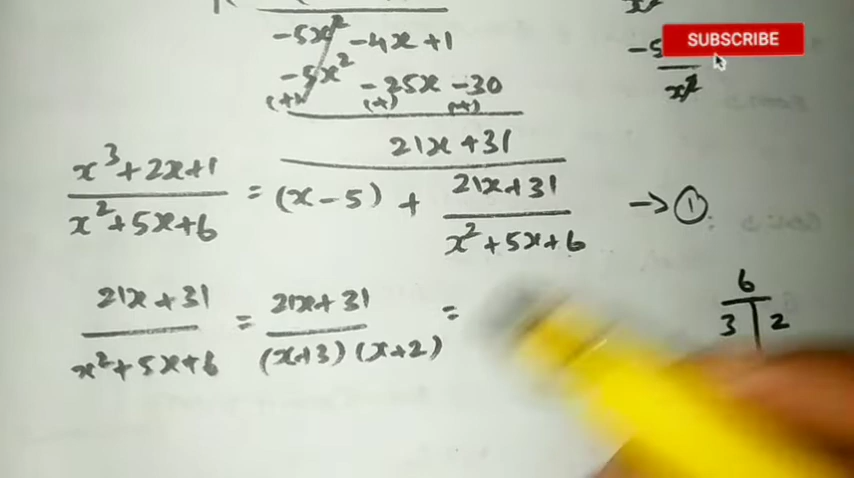 -5x² -4x+1
SUBSCRIBE
-5x² -25x -30
(+) (+) (+)
x²
21x+31
x³+2x+1 / x²+5x+6 = (x-5) + 21x+31 / x²+5x+6 → ①
21x+31 / x²+5x+6 = 21x+31 / (x+3)(x+2) =
6
3 2